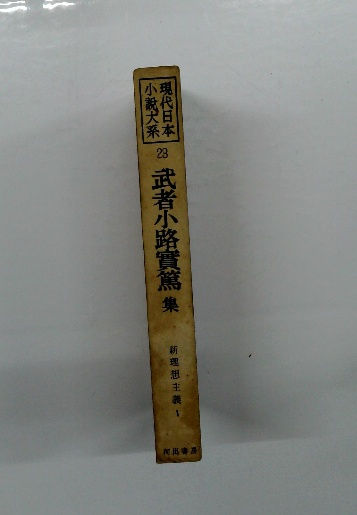 現代日本
小説大系
23
武者小路實篤
集
新理想主義
河出書房